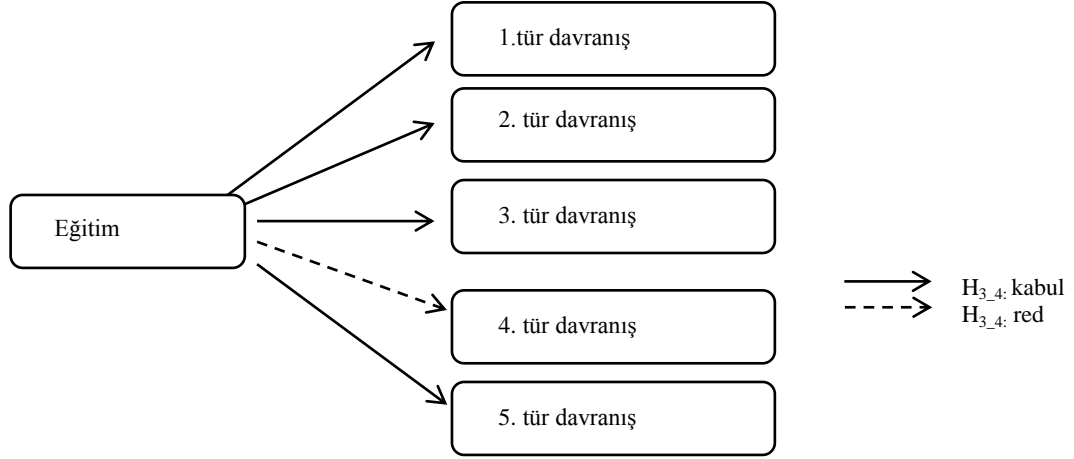 1.tür davranış
2. tür davranış
3. tür davranış
Eğitim
4. tür davranış
5. tür davranış
H3_4: kabul
H3_4: red